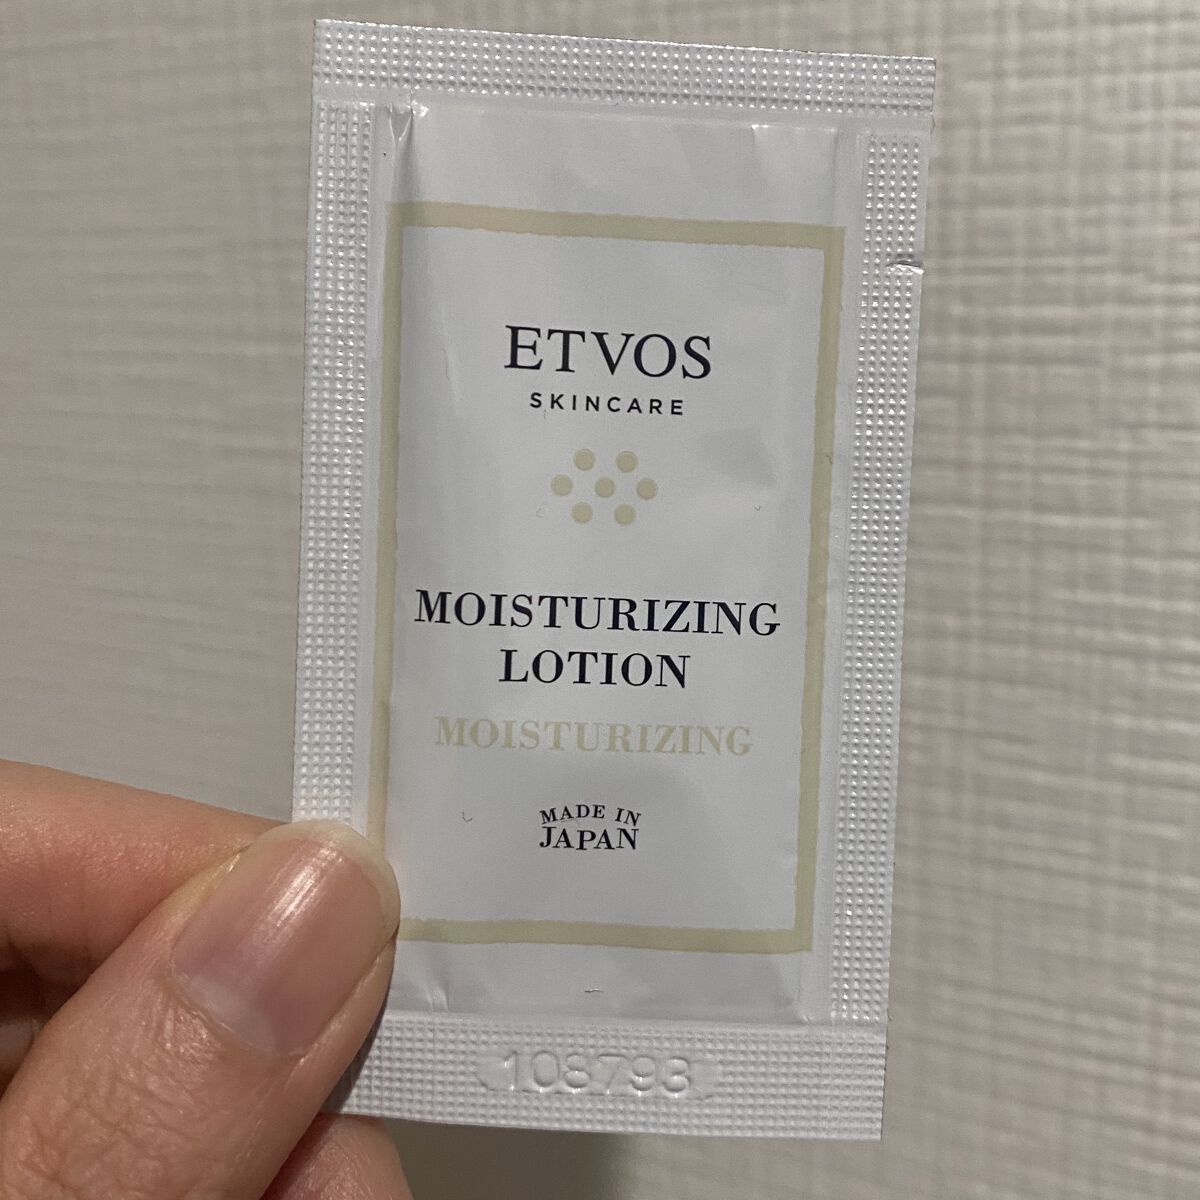 ETVOS
SKINCARE
MOISTURIZING
LOTION
MOISTURIZING
MADE IN
JAPAN
108793